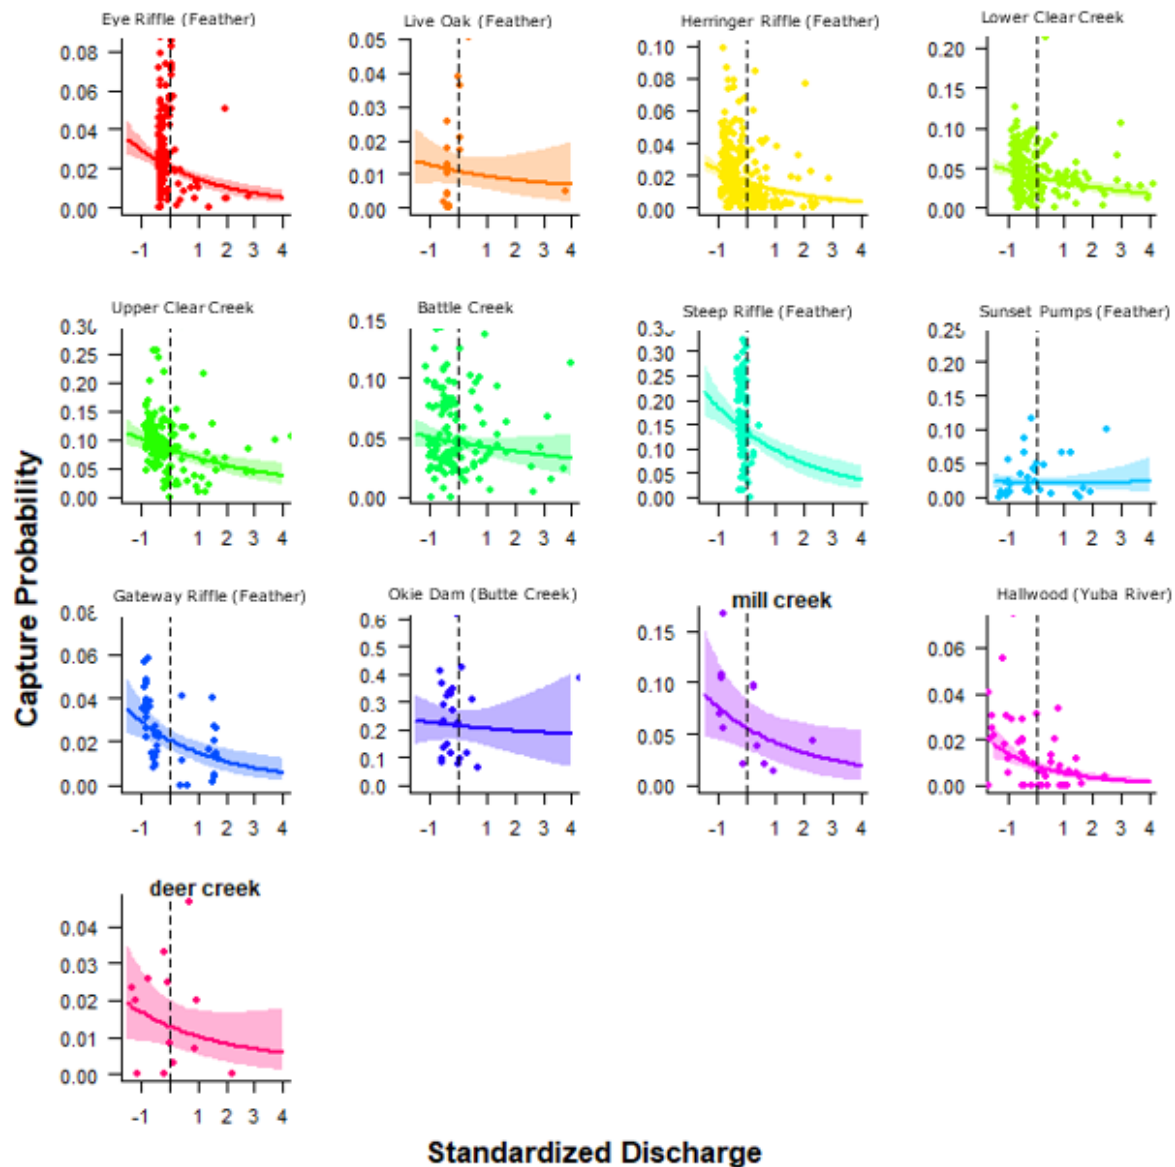 Eye Riffle (Feather)
Live Oak (Feather)
Herringer Riffle (Feather)
Lower Clear Creek
0.08
0.06
0.04
0.02
0.00
-1 1 2 3 4
0.05
0.04
0.03
0.02
0.01
0.00
-1 1 2 3 4
0.10
0.08
0.06
0.04
0.02
0.00
-1 1 2 3 4
0.20
0.15
0.10
0.05
0.00
-1 1 2 3 4
Upper Clear Creek
Battle Creek
Steep Riffle (Feather)
Sunset Pumps (Feather)
0.30
0.25
0.20
0.15
0.10
0.05
0.00
-1 1 2 3 4
0.15
0.10
0.05
0.00
-1 1 2 3 4
0.30
0.25
0.20
0.15
0.10
0.05
0.00
-1 1 2 3 4
0.25
0.20
0.15
0.10
0.05
0.00
-1 1 2 3 4
Capture Probability
Gateway Riffle (Feather)
Okie Dam (Butte Creek)
mill creek
Hallwood (Yuba River)
0.08
0.06
0.04
0.02
0.00
-1 1 2 3 4
0.6
0.5
0.4
0.3
0.2
0.1
0.0
-1 1 2 3 4
0.15
0.10
0.05
0.00
-1 1 2 3 4
0.06
0.04
0.02
0.00
-1 1 2 3 4
deer creek
0.04
0.03
0.02
0.01
0.00
-1 1 2 3 4
Standardized Discharge